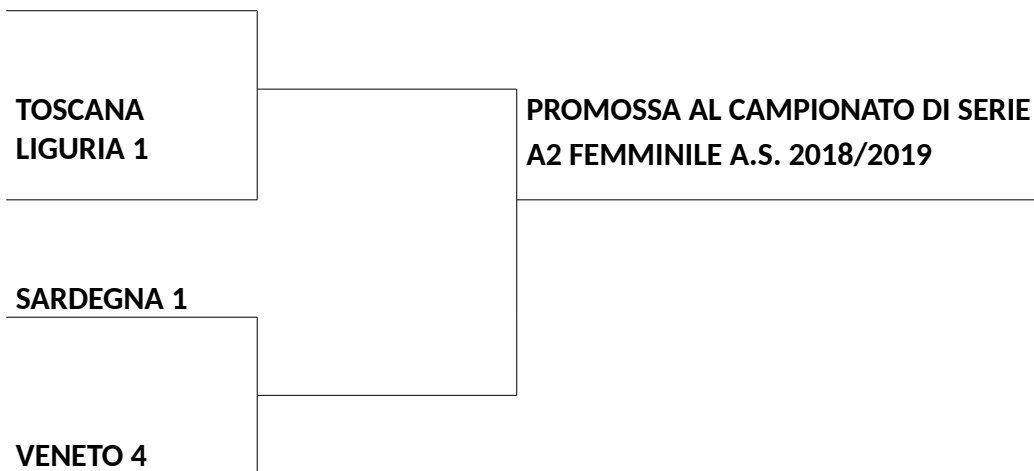 TOSCANA
LIGURIA 1
PROMOSSA AL CAMPIONATO DI SERIE
A2 FEMMINILE A.S. 2018/2019
SARDEGNA 1
VENETO 4